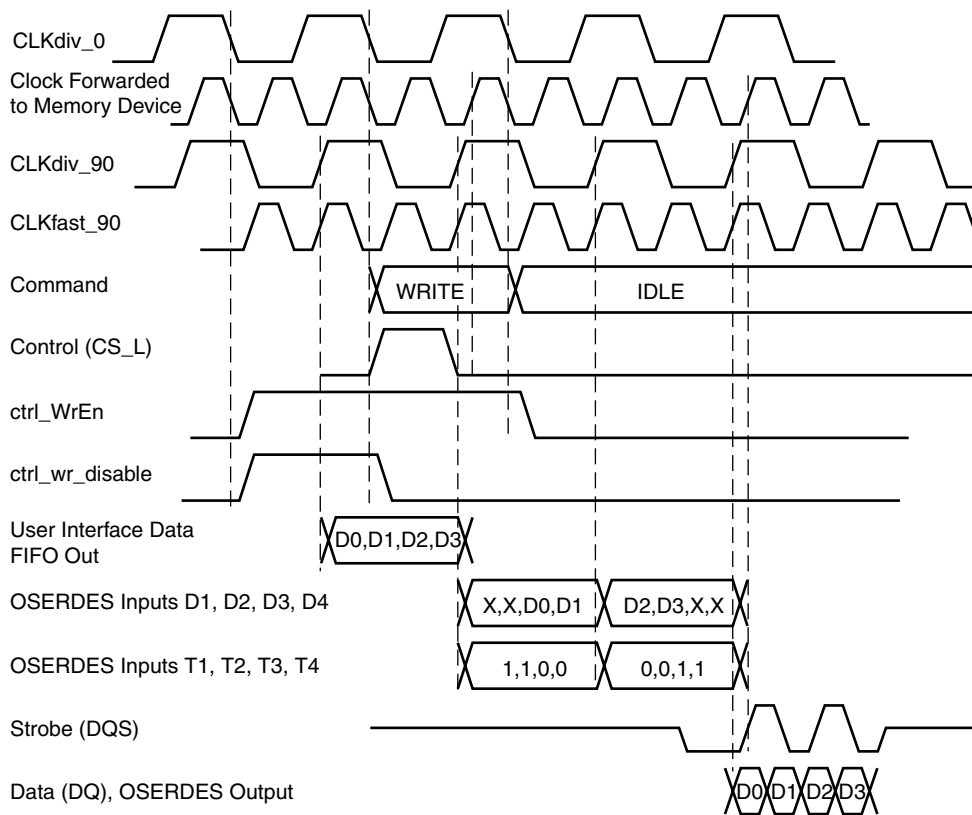 CLKdiv_0
Clock Forwarded
to Memory Device
CLKdiv_90
CLKfast_90
Command
WRITE
IDLE
Control (CS_L)
ctrl_WrEn
ctrl_wr_disable
User Interface Data
FIFO Out
D0,D1,D2,D3
OSERDES Inputs D1, D2, D3, D4
X,X,D0,D1
D2,D3,X,X
OSERDES Inputs T1, T2, T3, T4
1,1,0,0
0,0,1,1
Strobe (DQS)
Data (DQ), OSERDES Output
D0
D1
D2
D3